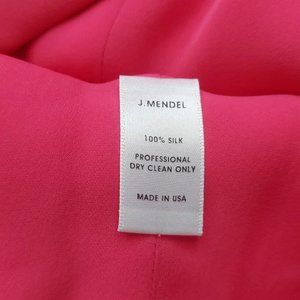 J. MENDEL
100% SILK
PROFESSIONAL
DRY CLEAN ONLY
MADE IN USA